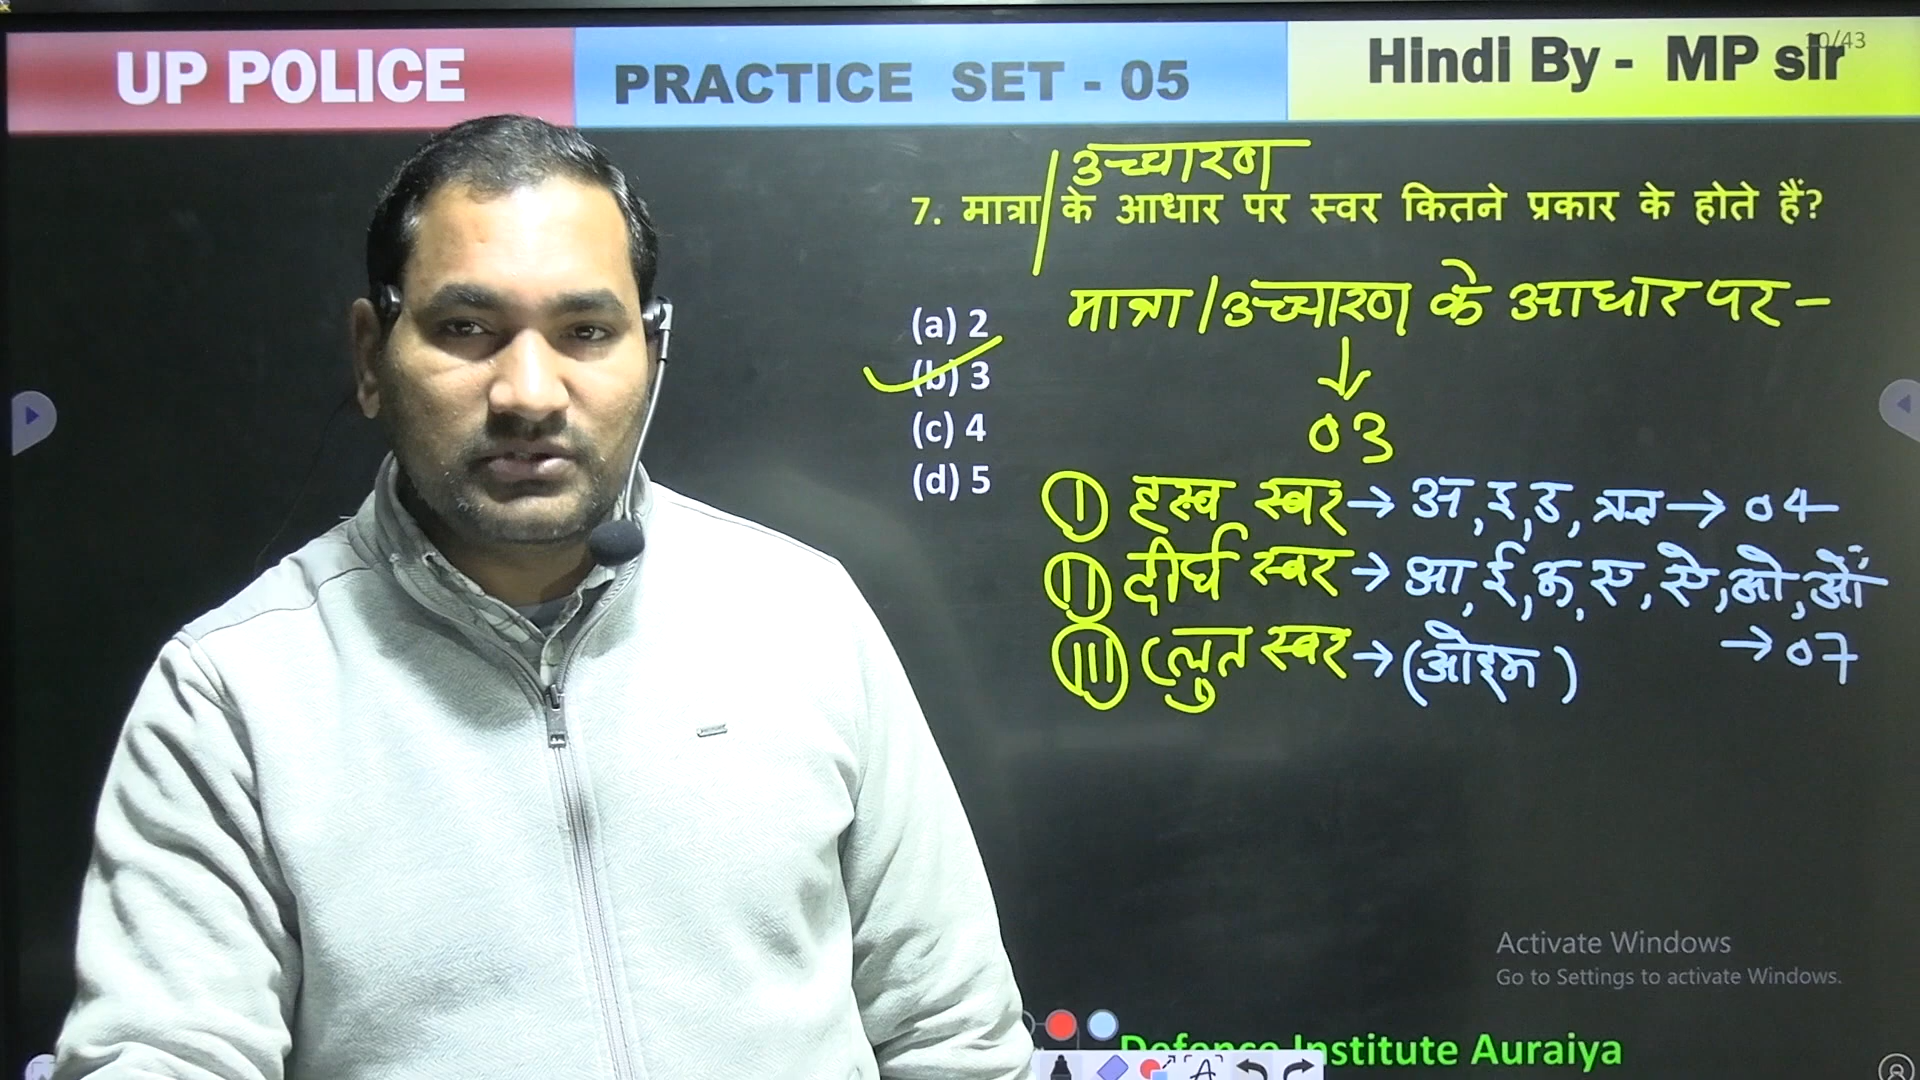 UP POLICE
PRACTICE SET - 05
Hindi By - MP sir
10/43
उच्चारण
7. मात्रा/के आधार पर स्वर कितने प्रकार के होते हैं?
मात्रा/उच्चारण के आधार पर -
(a) 2
(b) 3
(c) 4
(d) 5
↓
03
I ह्स्व स्वर → अ, इ, उ, ऋ → 04
II दीर्घ स्वर → आ, ई, ऊ, ए, ऐ, ओ, औ
→ 07
III प्लुत स्वर → (ओइम)
Activate Windows
Go to Settings to activate Windows.
Defence Institute Auraiya